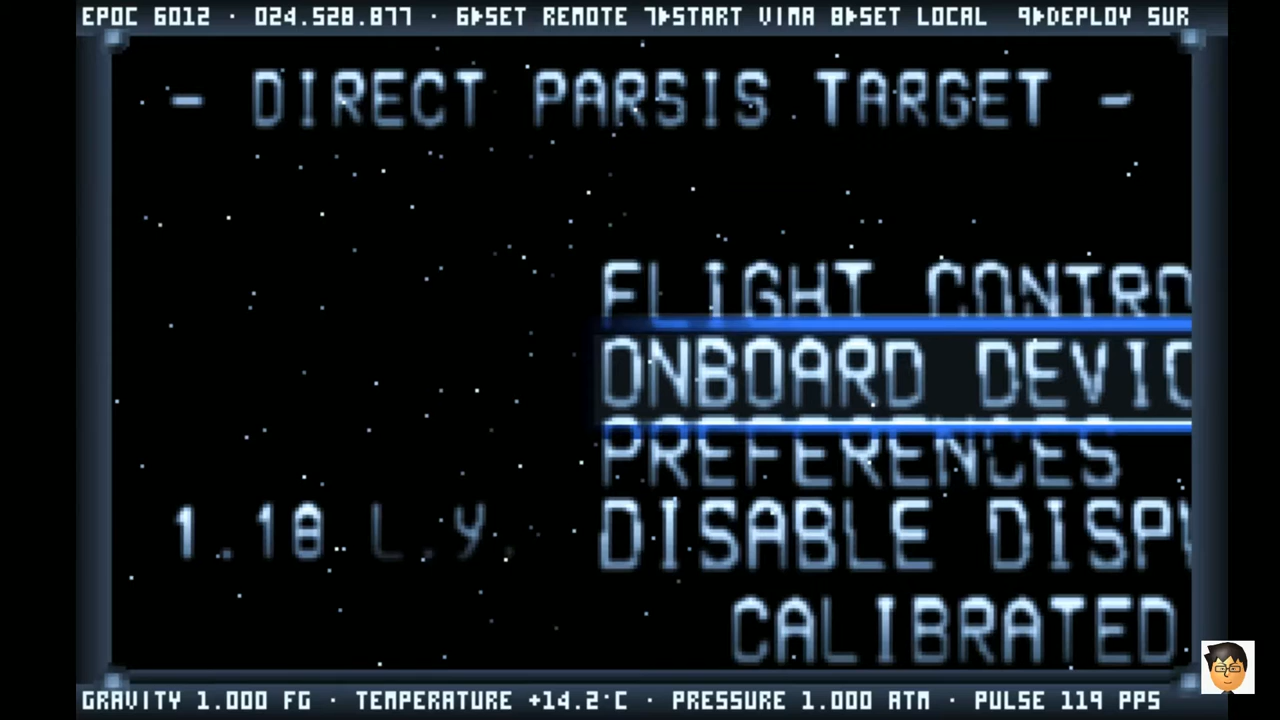 EPOC 6012 · 024.528.877 · 6▸SET REMOTE 7▸START VIMA 8▸SET LOCAL 9▸DEPLOY SUR
- DIRECT PARSIS TARGET -
FLIGHT CONTRO
ONBOARD DEVIC
PREFERENCES
1.18 L.Y. DISABLE DISP
CALIBRATED
GRAVITY 1.000 FG · TEMPERATURE +14.2°C · PRESSURE 1.000 ATM · PULSE 119 PPS